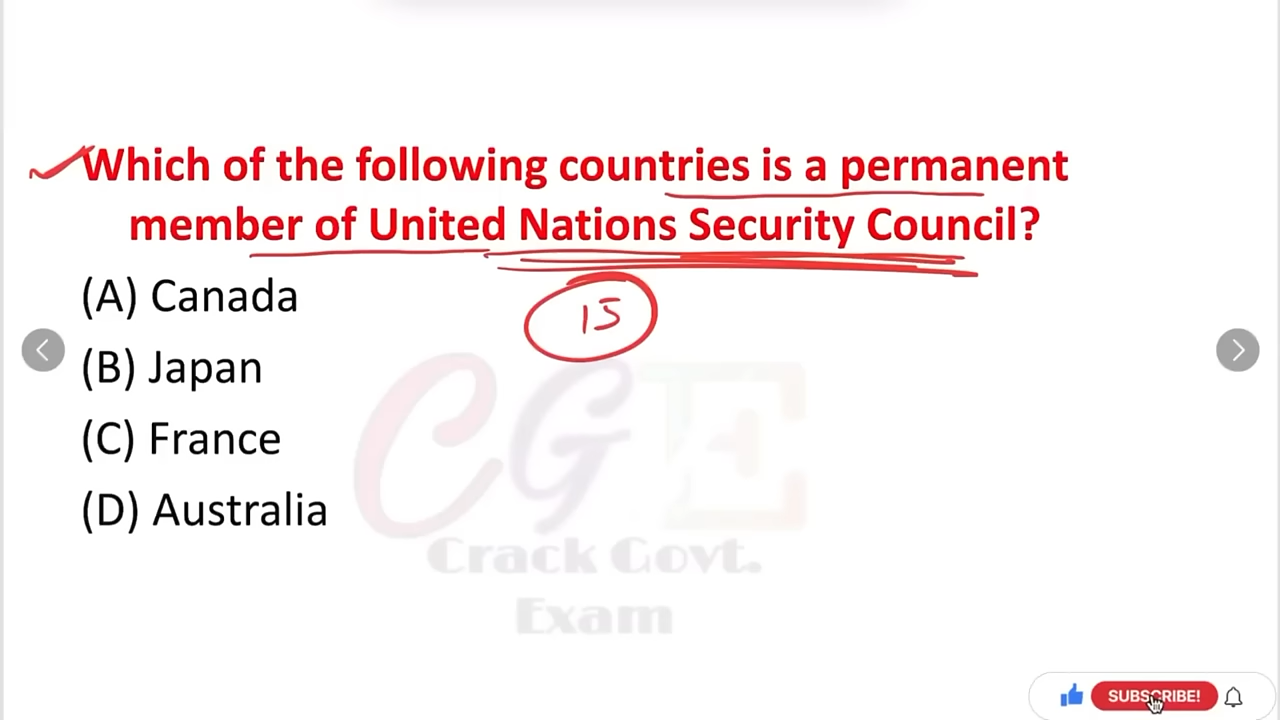 Which of the following countries is a permanent
member of United Nations Security Council?
(A) Canada
15
(B) Japan
(C) France
(D) Australia
CGE
Crack Govt.
Exam
SUBSCRIBE!